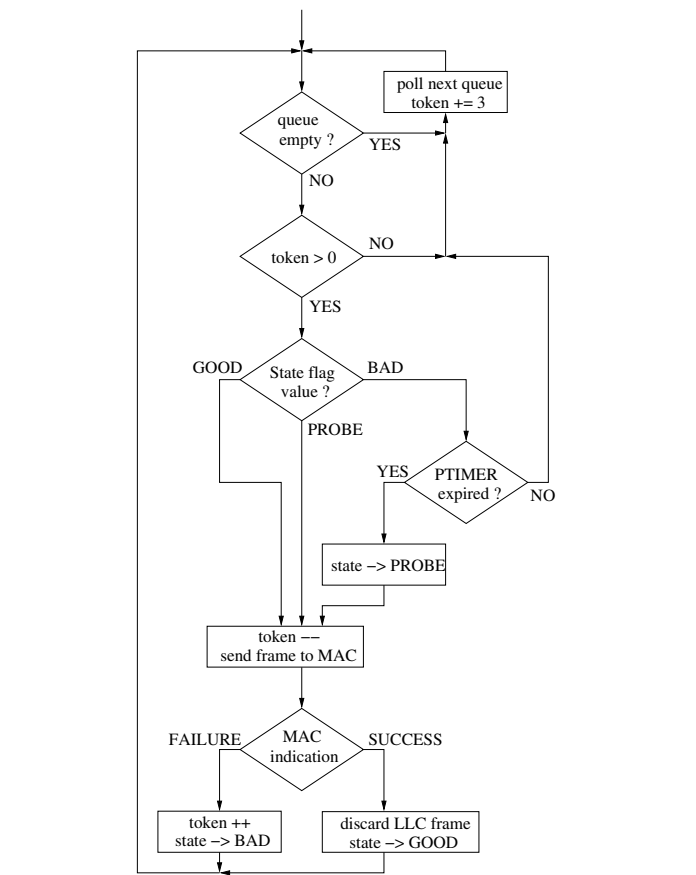 poll next queue
token += 3
queue
empty ?
YES
NO
token > 0
NO
YES
GOOD
State flag
value ?
BAD
PROBE
YES
PTIMER
expired ?
NO
state −> PROBE
token −−
send frame to MAC
FAILURE
MAC
indication
SUCCESS
token ++
state −> BAD
discard LLC frame
state −> GOOD